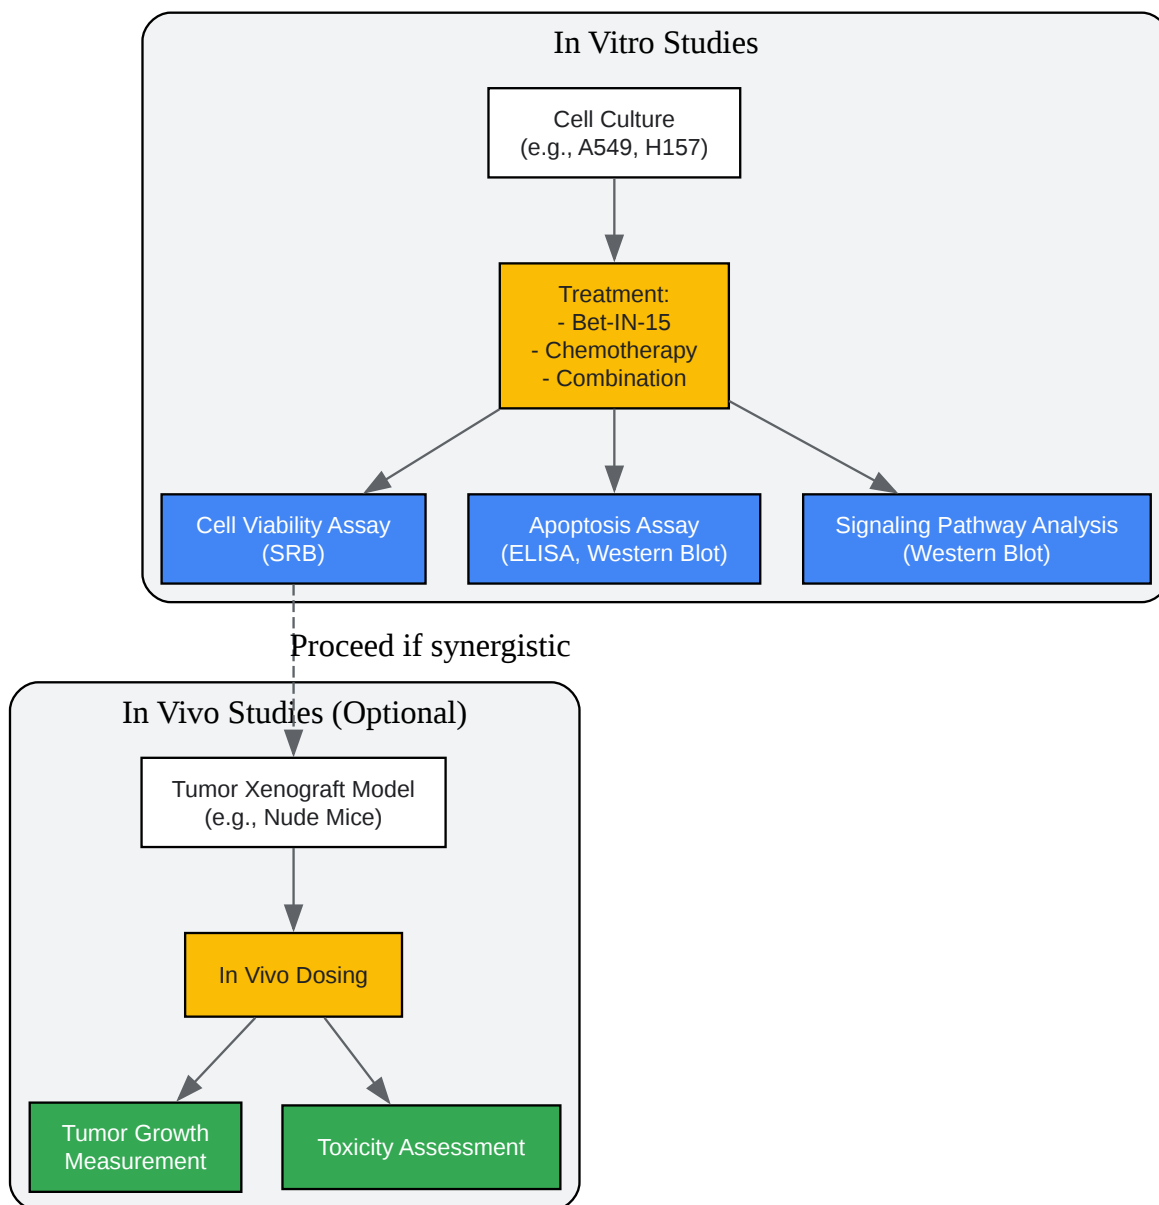 In Vitro Studies
Cell Culture
(e.g., A549, H157)
Treatment:
- Bet-IN-15
- Chemotherapy
- Combination
Cell Viability Assay
(SRB)
Apoptosis Assay
(ELISA, Western Blot)
Signaling Pathway Analysis
(Western Blot)
Proceed if synergistic
In Vivo Studies (Optional)
Tumor Xenograft Model
(e.g., Nude Mice)
In Vivo Dosing
Tumor Growth
Measurement
Toxicity Assessment